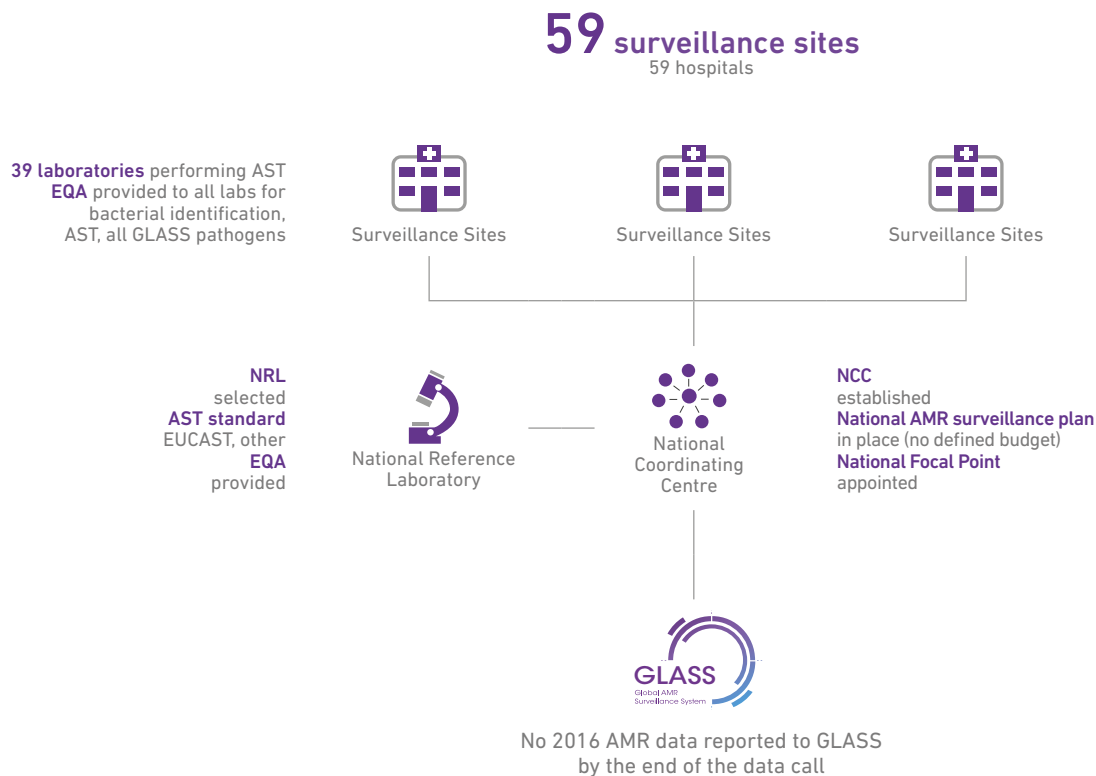 59 surveillance sites
59 hospitals
39 laboratories performing AST
EQA provided to all labs for
bacterial identification,
AST, all GLASS pathogens
Surveillance Sites
Surveillance Sites
Surveillance Sites
NRL
selected
AST standard
EUCAST, other
EQA
provided
National Reference
Laboratory
National
Coordinating
Centre
NCC
established
National AMR surveillance plan
in place (no defined budget)
National Focal Point
appointed
GLASS
Global AMR
Surveillance System
No 2016 AMR data reported to GLASS
by the end of the data call